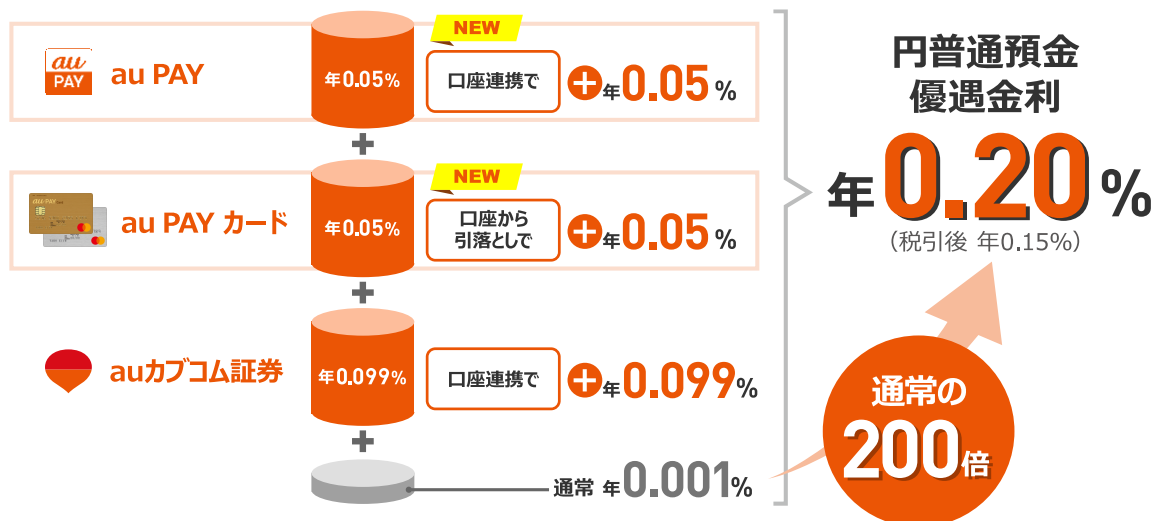 au
PAY
au PAY
年0.05%
NEW
口座連携で
+年0.05%
+
au PAY カード
年0.05%
NEW
口座から
引落としで
+年0.05%
+
auカブコム証券
年0.099%
口座連携で
+年0.099%
+
通常 年0.001%
円普通預金
優遇金利
年0.20%
(税引後 年0.15%)
通常の
200倍